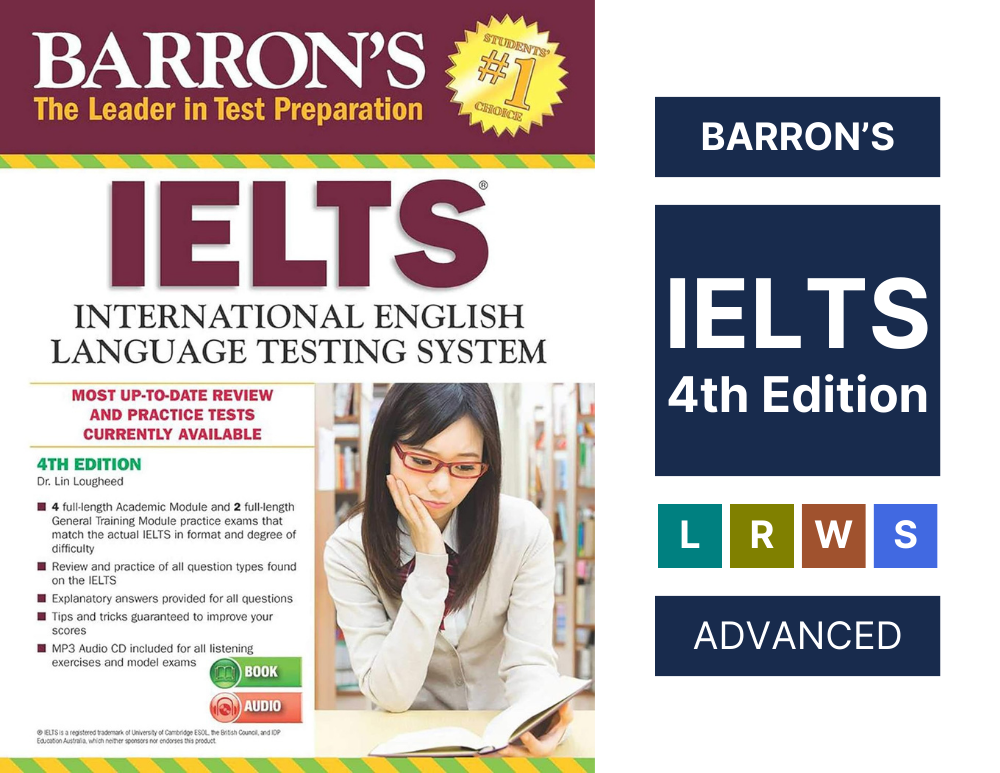 BARRON'S
The Leader in Test Preparation
STUDENTS'
#1
CHOICE
IELTS®
INTERNATIONAL ENGLISH
LANGUAGE TESTING SYSTEM
MOST UP-TO-DATE REVIEW
AND PRACTICE TESTS
CURRENTLY AVAILABLE
4TH EDITION
Dr. Lin Lougheed
4 full-length Academic Module and 2 full-length
General Training Module practice exams that
match the actual IELTS in format and degree of
difficulty
Review and practice of all question types found
on the IELTS
Explanatory answers provided for all questions
Tips and tricks guaranteed to improve your
scores
MP3 Audio CD included for all listening
exercises and model exams
BOOK
AUDIO
® IELTS is a registered trademark of University of Cambridge ESOL, the British Council, and IDP
Education Australia, which neither sponsors nor endorses this product.
BARRON’S
IELTS
4th Edition
L R W S
ADVANCED